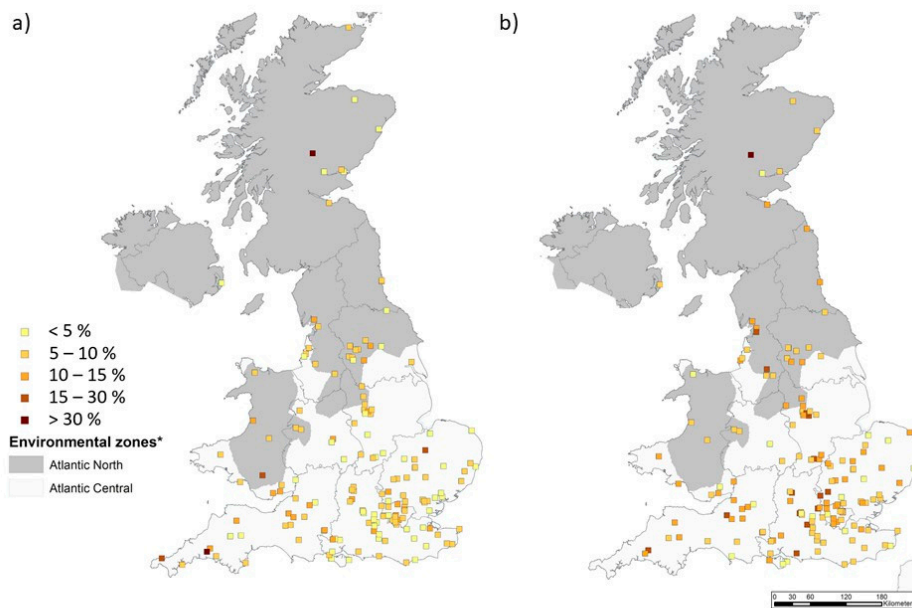 a)
b)
< 5 %
5 – 10 %
10 – 15 %
15 – 30 %
> 30 %
Environmental zones*
Atlantic North
Atlantic Central
0 30 60 120 180
Kilometer